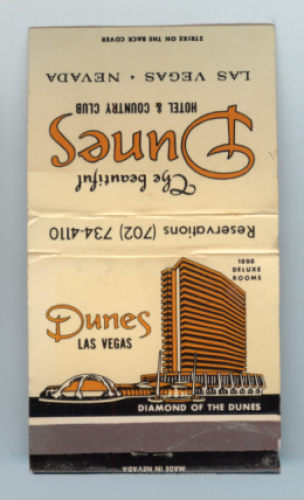 STRIKE ON THE BACK COVER
LAS VEGAS • NEVADA
HOTEL & COUNTRY CLUB
Dunes
The beautiful
Reservations (702) 734-4110
1000
DELUXE
ROOMS
Dunes
LAS VEGAS
DIAMOND OF THE DUNES
MADE IN NEVADA